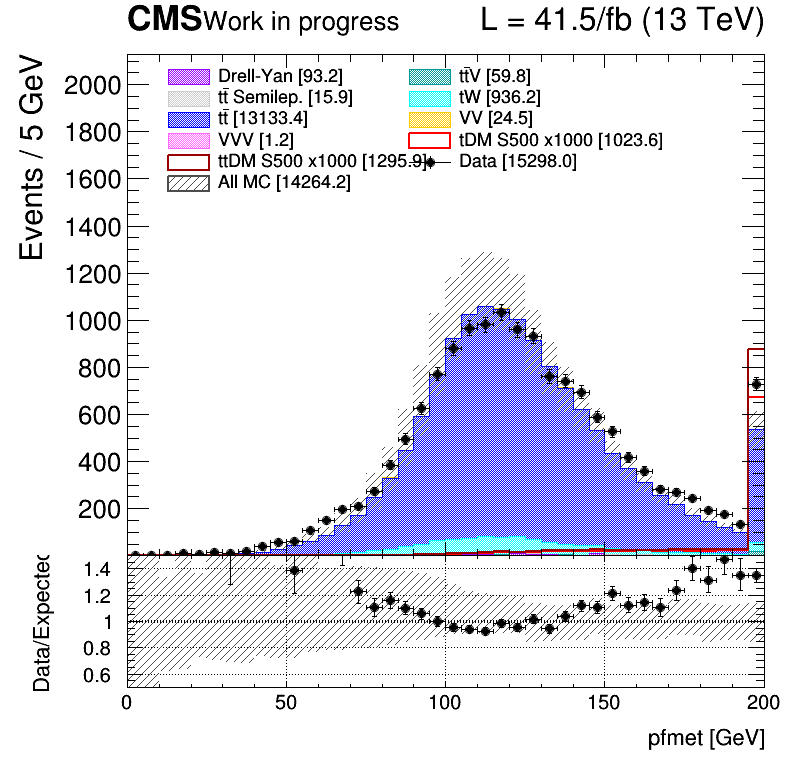 CMS Work in progress L = 41.5/fb (13 TeV)
Events / 5 GeV
2000
1800
1600
1400
1200
1000
800
600
400
200
Drell-Yan [93.2] tt̄V [59.8]
tt̄ Semilep. [15.9] tW [936.2]
tt̄ [13133.4] VV [24.5]
VVV [1.2] tDM S500 x1000 [1023.6]
ttDM S500 x1000 [1295.9] Data [15298.0]
All MC [14264.2]
Data/Expected
1.4
1.2
1
0.8
0.6
0 50 100 150 200
pfmet [GeV]